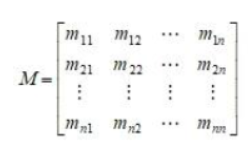 m₁₁ m₁₂ ⋯ m₁ₙ
M = m₂₁ m₂₂ ⋯ m₂ₙ
⋮ ⋮ ⋮ ⋮
mₙ₁ mₙ₂ ⋯ mₙₙ